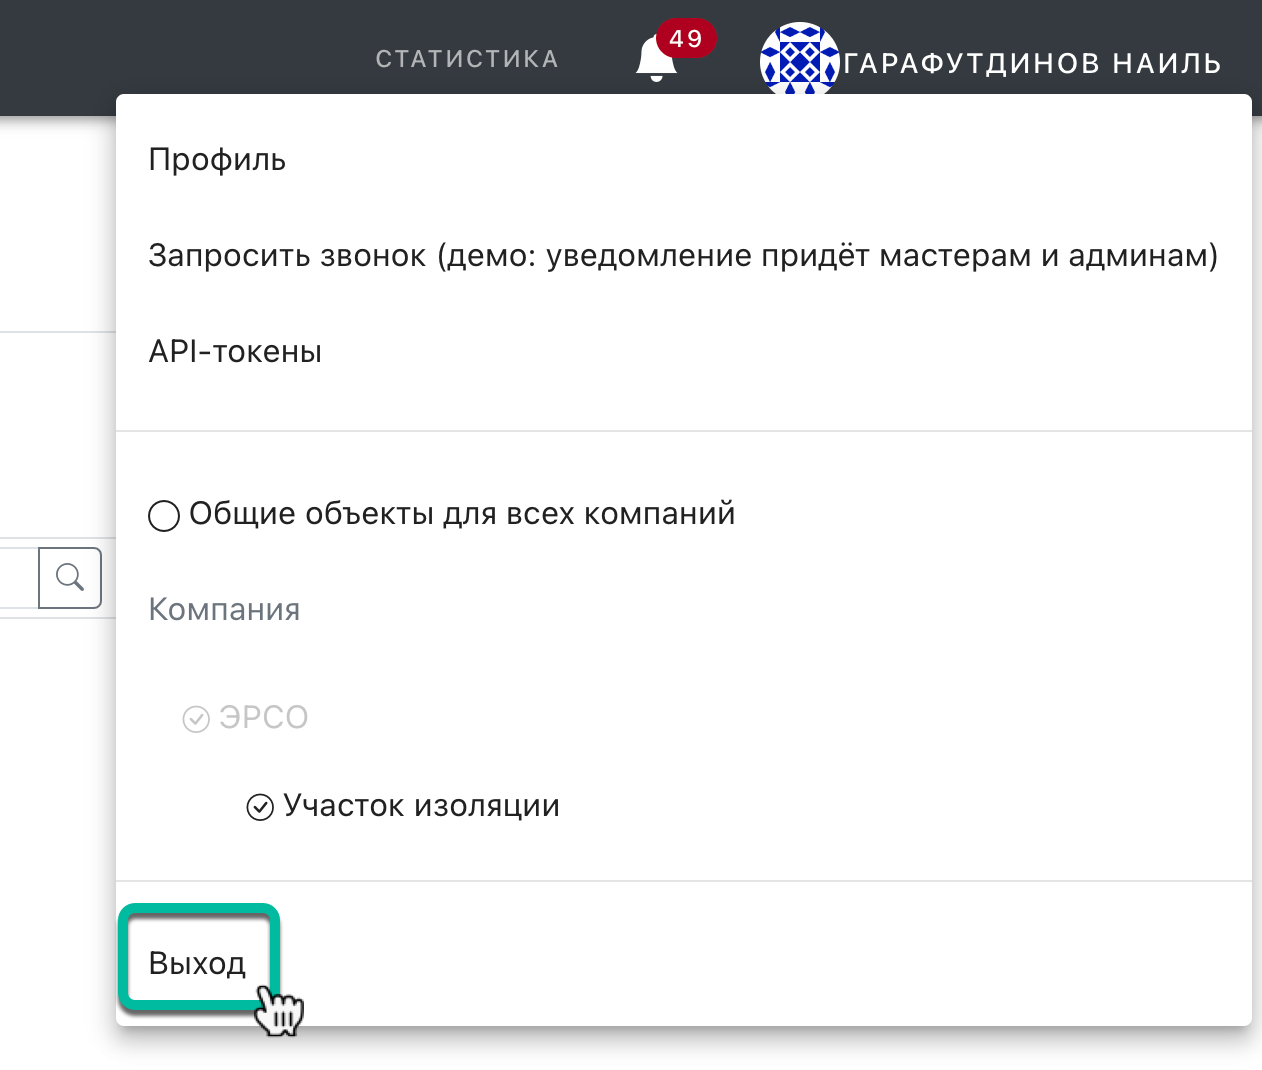 СТАТИСТИКА
49
ГАРАФУТДИНОВ НАИЛЬ
Профиль
Запросить звонок (демо: уведомление придёт мастерам и админам)
API-токены
Общие объекты для всех компаний
Компания
ЭРСО
Участок изоляции
Выход